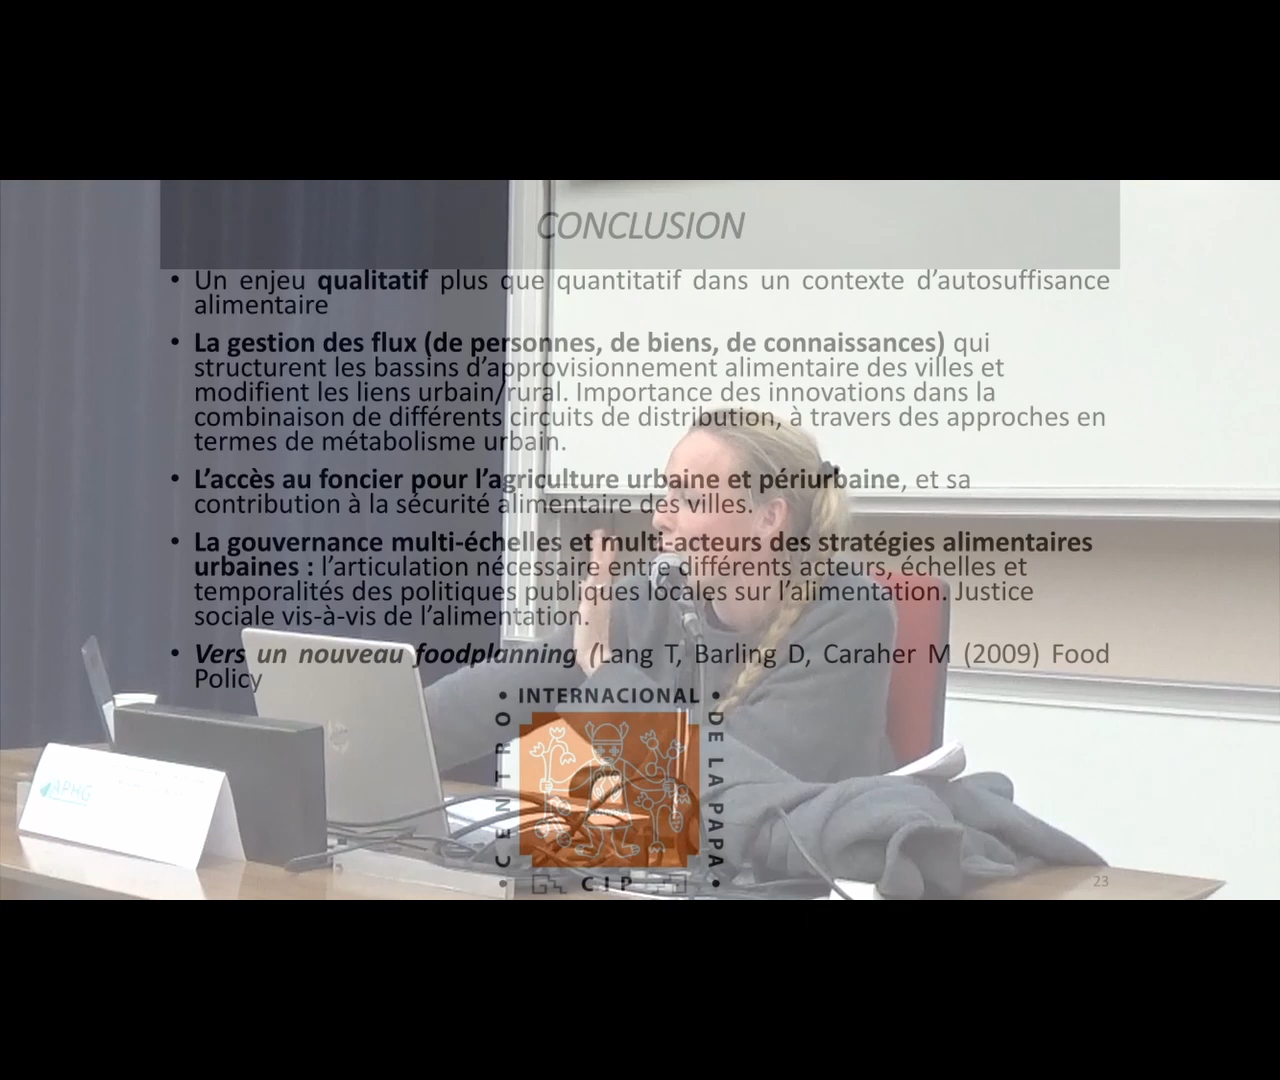 CONCLUSION
• Un enjeu qualitatif plus que quantitatif dans un contexte d’autosuffisance
alimentaire
• La gestion des flux (de personnes, de biens, de connaissances) qui
structurent les bassins d’approvisionnement alimentaire des villes et
modifient les liens urbain/rural. Importance des innovations dans la
combinaison de différents circuits de distribution, à travers des approches en
termes de métabolisme urbain.
• L’accès au foncier pour l’agriculture urbaine et périurbaine, et sa
contribution à la sécurité alimentaire des villes.
• La gouvernance multi-échelles et multi-acteurs des stratégies alimentaires
urbaines : l’articulation nécessaire entre différents acteurs, échelles et
temporalités des politiques publiques locales sur l’alimentation. Justice
sociale vis-à-vis de l’alimentation.
• Vers un nouveau foodplanning (Lang T, Barling D, Caraher M (2009) Food
Policy
• CENTRO • INTERNACIONAL • DE LA PAPA •
CIP
APHG
23